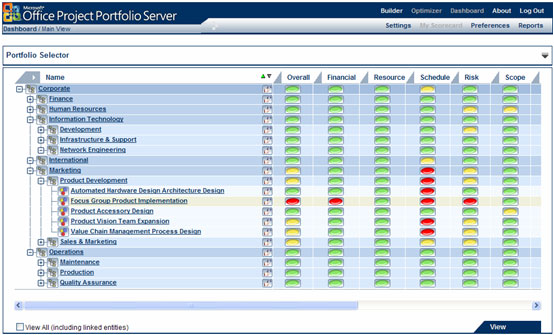 Microsoft
Office Project Portfolio Server
Builder Optimizer Dashboard About Log Out
Dashboard / Main View
Settings My Scorecard Preferences Reports
Portfolio Selector
Name Overall Financial Resource Schedule Risk Scope
Corporate
Finance
Human Resources
Information Technology
Development
Infrastructure & Support
Network Engineering
International
Marketing
Product Development
Automated Hardware Design Architecture Design
Focus Group Product Implementation
Product Accessory Design
Product Vision Team Expansion
Value Chain Management Process Design
Sales & Marketing
Operations
Maintenance
Production
Quality Assurance
View All (including linked entities)
View